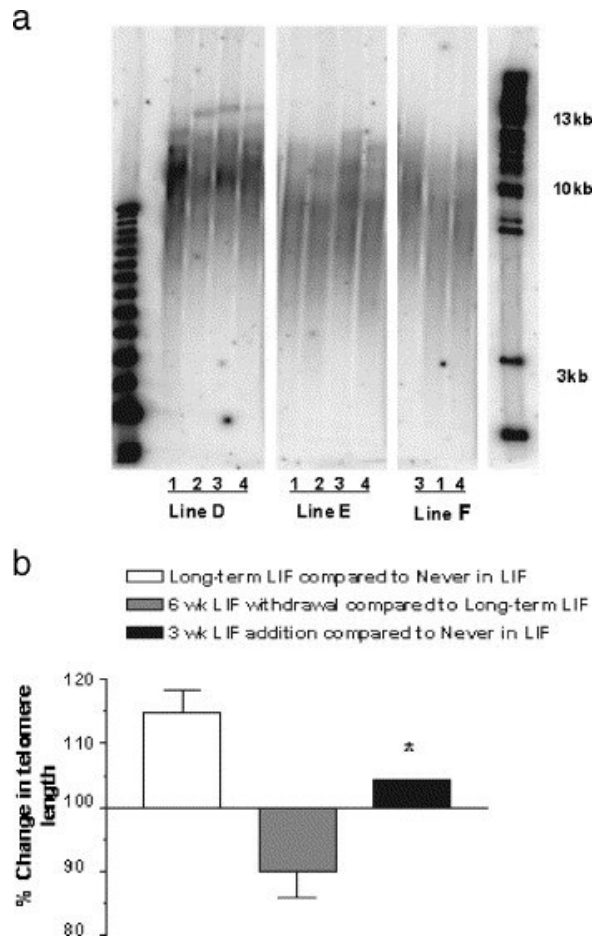 a
13kb
10kb
3kb
1 2 3 4
Line D
1 2 3 4
Line E
3 1 4
Line F
b
Long-term LIF compared to Never in LIF
6 wk LIF withdrawal compared to Long-term LIF
3 wk LIF addition compared to Never in LIF
% Change in telomere
length
120
110
100
90
80
*